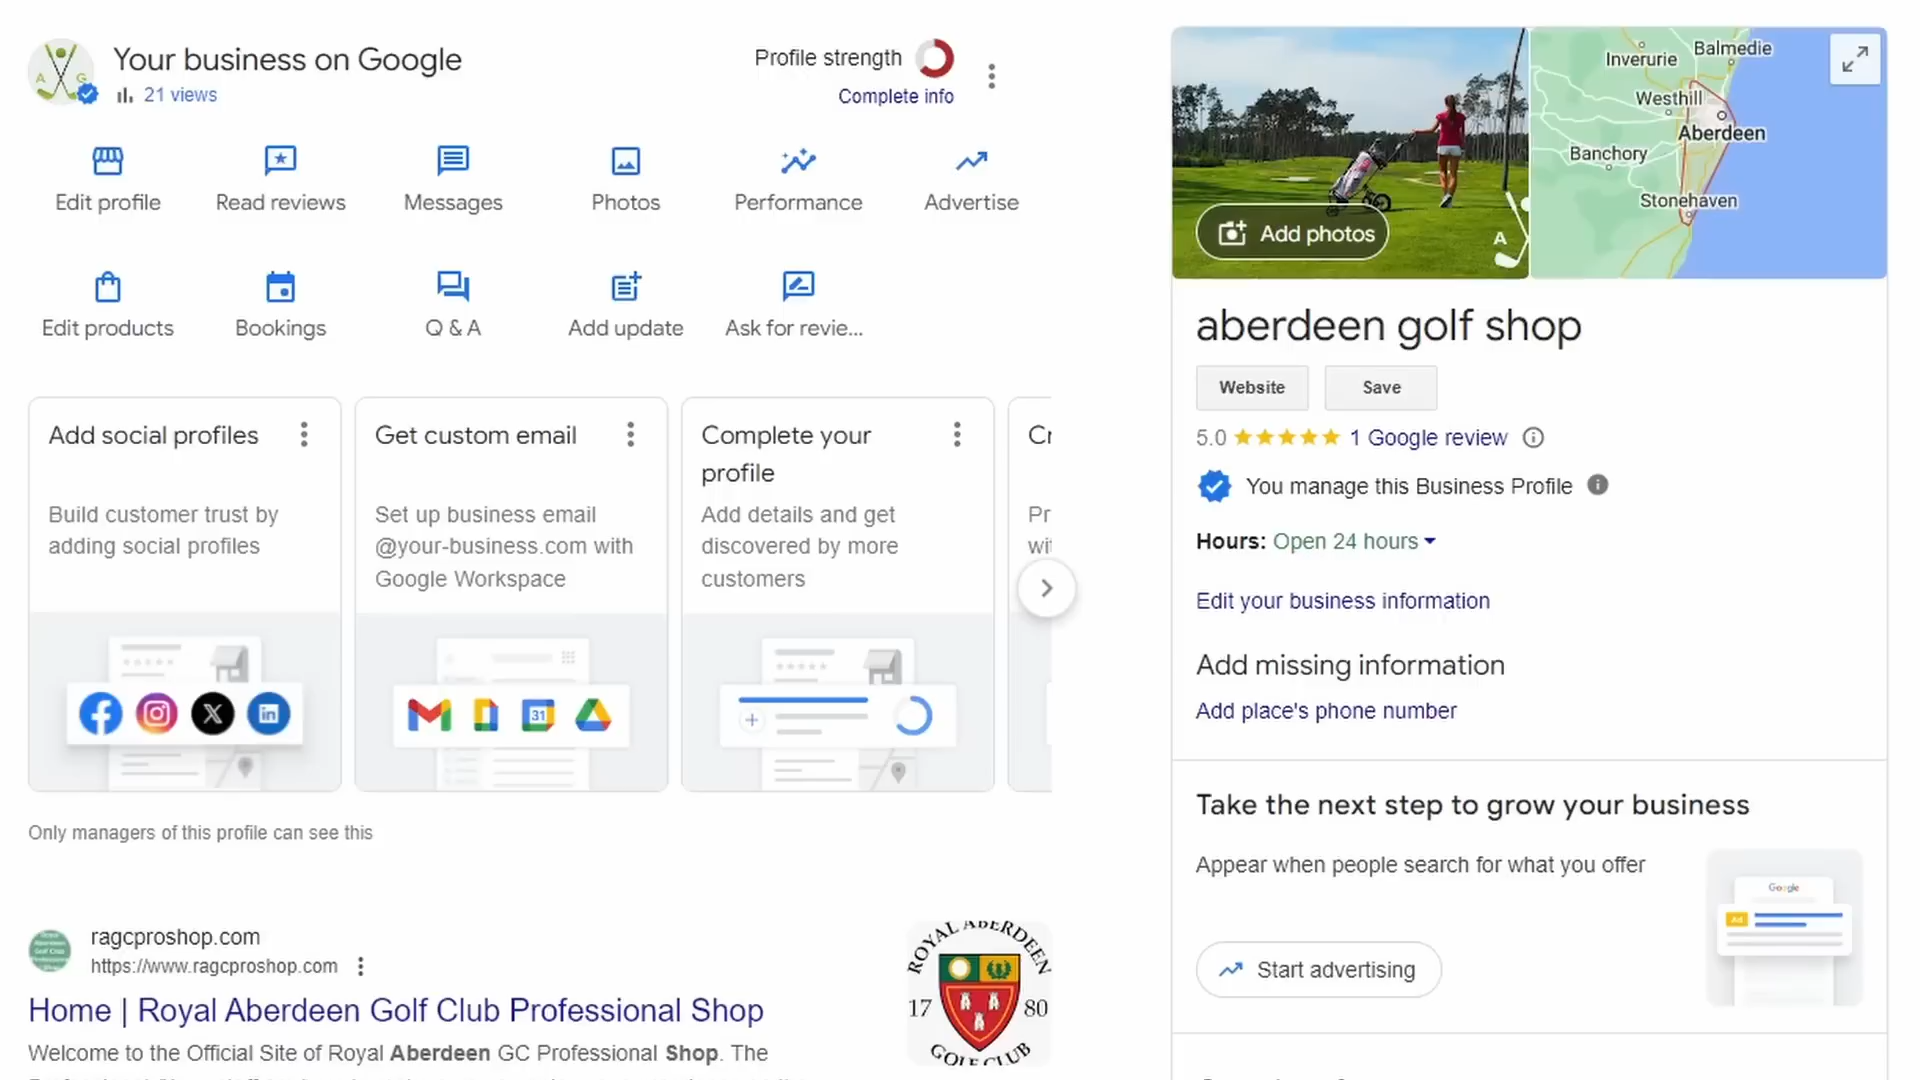 Your business on Google
21 views
Profile strength
Complete info
Edit profile
Read reviews
Messages
Photos
Performance
Advertise
Edit products
Bookings
Q & A
Add update
Ask for revie...
Add social profiles
Build customer trust by
adding social profiles
Get custom email
Set up business email
@your-business.com with
Google Workspace
31
Complete your
profile
Add details and get
discovered by more
customers
Cr
Pr
wit
Only managers of this profile can see this
ragcproshop.com
https://www.ragcproshop.com
Home | Royal Aberdeen Golf Club Professional Shop
Welcome to the Official Site of Royal Aberdeen GC Professional Shop. The
ROYAL ABERDEEN
17 80
GOLF CLUB
Add photos
A
Inverurie
Balmedie
Westhill
Aberdeen
Banchory
Stonehaven
aberdeen golf shop
Website
Save
5.0
1 Google review
You manage this Business Profile
Hours: Open 24 hours
Edit your business information
Add missing information
Add place's phone number
Take the next step to grow your business
Appear when people search for what you offer
Google
Ad
Start advertising